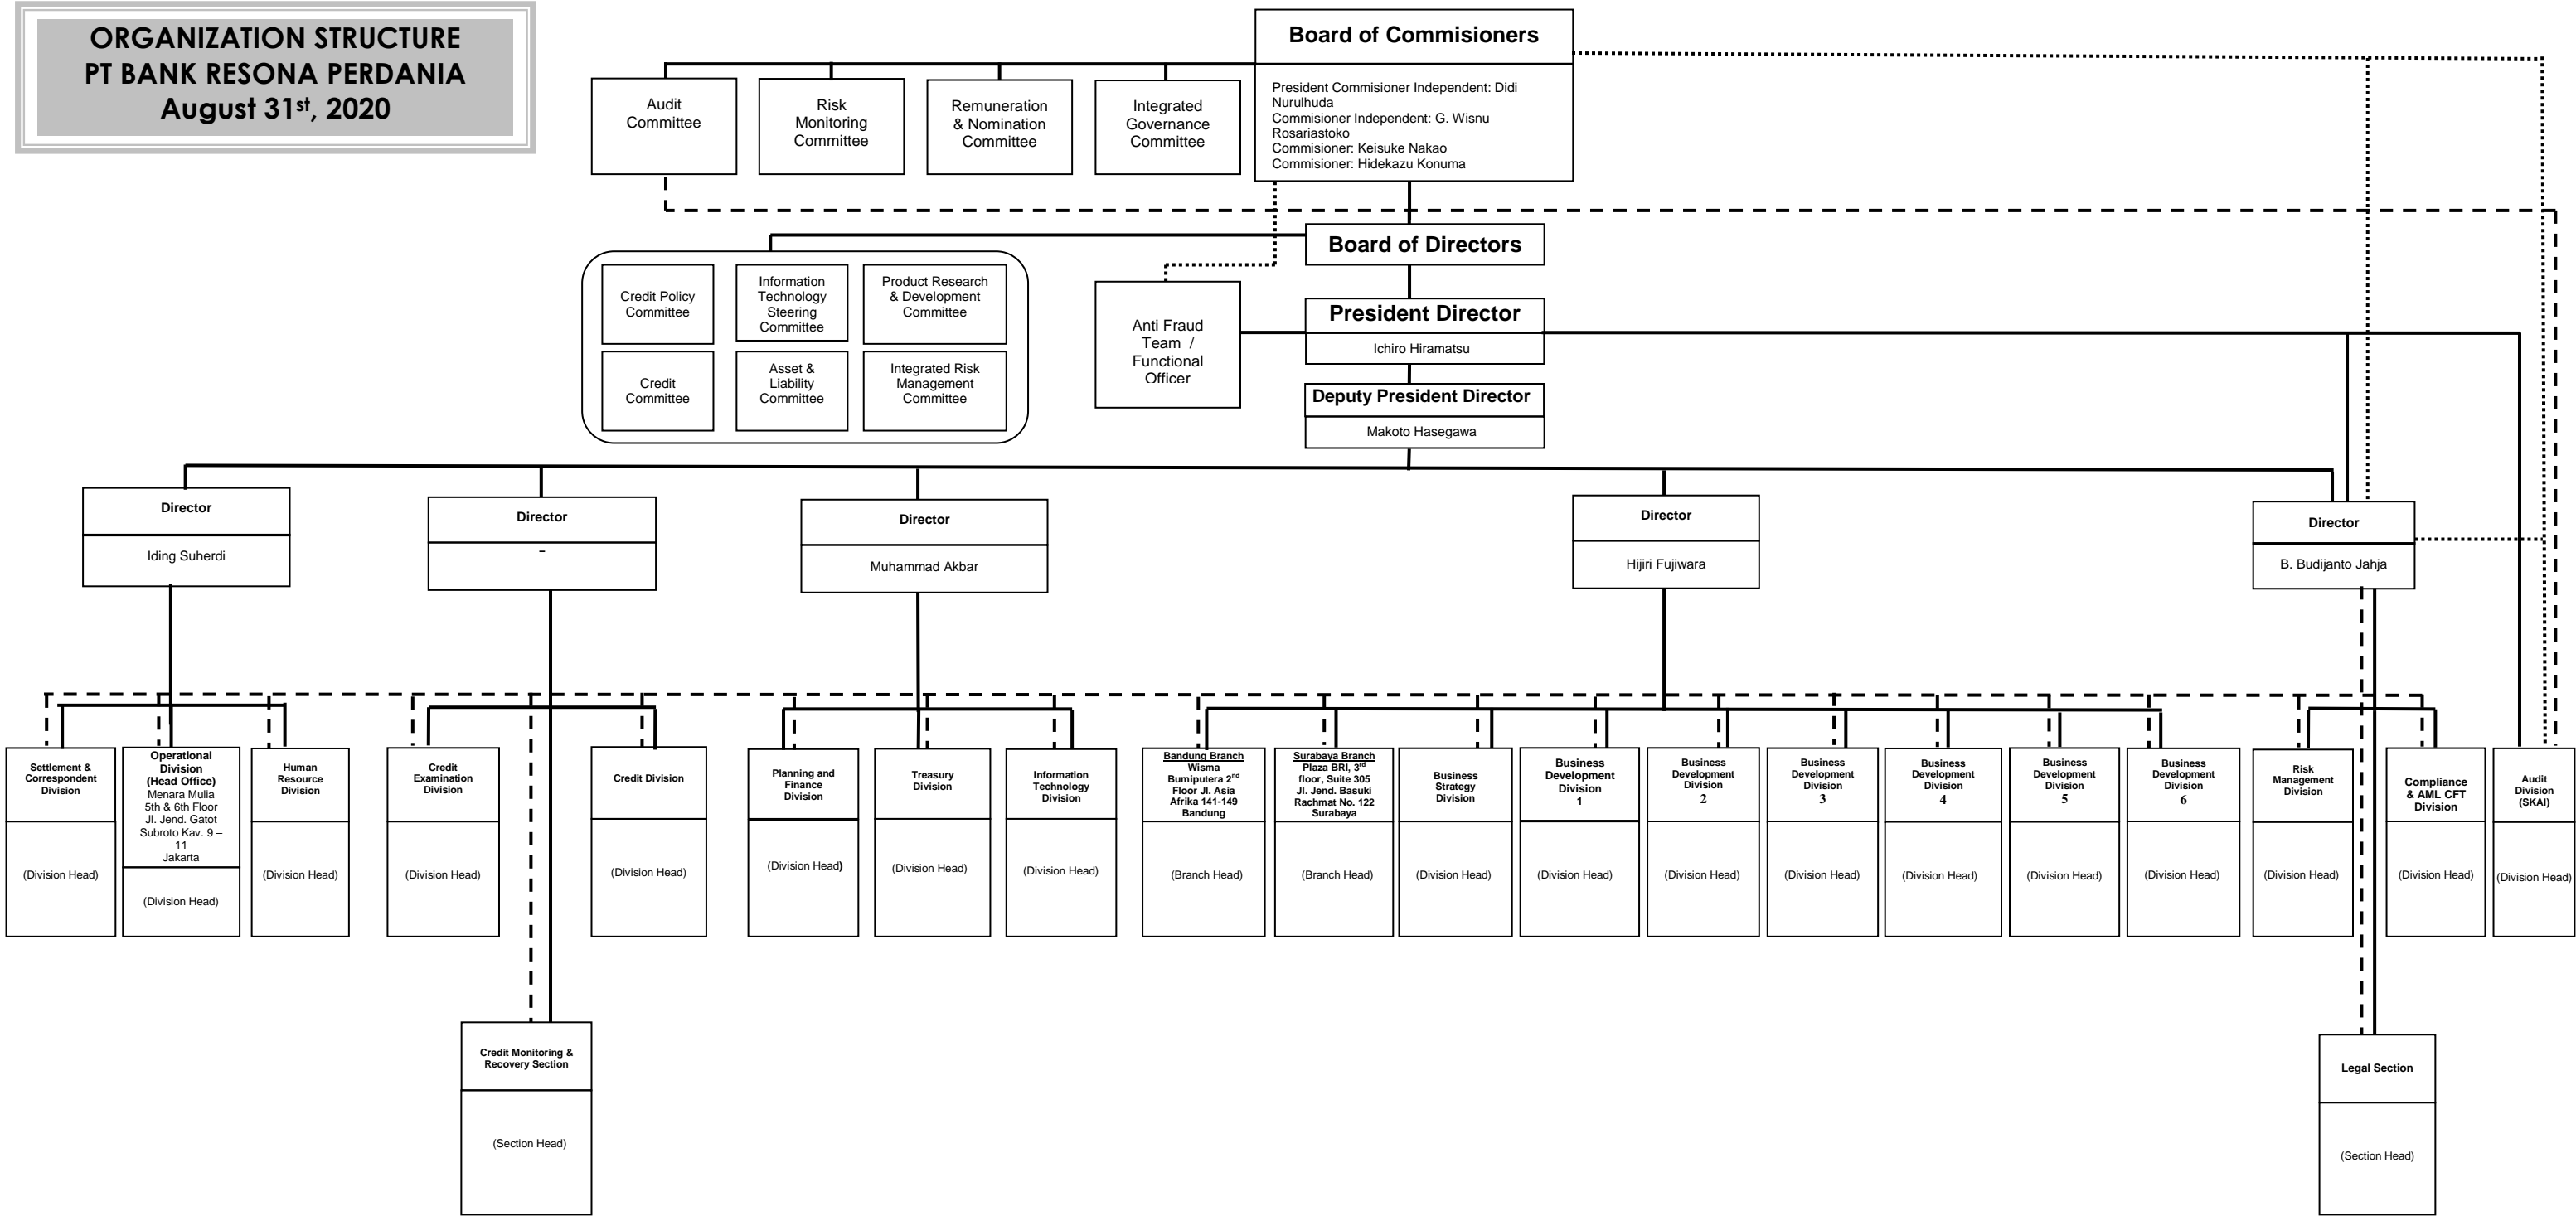 ORGANIZATION STRUCTURE
PT BANK RESONA PERDANIA
August 31st, 2020
Board of Commisioners
President Commisioner Independent: Didi
Nurulhuda
Commisioner Independent: G. Wisnu
Rosariastoko
Commisioner: Keisuke Nakao
Commisioner: Hidekazu Konuma
Audit
Committee
Risk
Monitoring
Committee
Remuneration
& Nomination
Committee
Integrated
Governance
Committee
Board of Directors
Credit Policy
Committee
Information
Technology
Steering
Committee
Product Research
& Development
Committee
Credit
Committee
Asset &
Liability
Committee
Integrated Risk
Management
Committee
Anti Fraud
Team /
Functional
Officer
President Director
Ichiro Hiramatsu
Deputy President Director
Makoto Hasegawa
Director
Iding Suherdi
Director
–
Director
Muhammad Akbar
Director
Hijiri Fujiwara
Director
B. Budijanto Jahja
Settlement &
Correspondent
Division
(Division Head)
Operational
Division
(Head Office)
Menara Mulia
5th & 6th Floor
Jl. Jend. Gatot
Subroto Kav. 9 –
11
Jakarta
(Division Head)
Human
Resource
Division
(Division Head)
Credit
Examination
Division
(Division Head)
Credit Division
(Division Head)
Planning and
Finance
Division
(Division Head)
Treasury
Division
(Division Head)
Information
Technology
Division
(Division Head)
Bandung Branch
Wisma
Bumiputera 2nd
Floor Jl. Asia
Afrika 141-149
Bandung
(Branch Head)
Surabaya Branch
Plaza BRI, 3rd
floor, Suite 305
Jl. Jend. Basuki
Rachmat No. 122
Surabaya
(Branch Head)
Business
Strategy
Division
(Division Head)
Business
Development
Division
1
(Division Head)
Business
Development
Division
2
(Division Head)
Business
Development
Division
3
(Division Head)
Business
Development
Division
4
(Division Head)
Business
Development
Division
5
(Division Head)
Business
Development
Division
6
(Division Head)
Risk
Management
Division
(Division Head)
Compliance
& AML CFT
Division
(Division Head)
Audit
Division
(SKAI)
(Division Head)
Credit Monitoring &
Recovery Section
(Section Head)
Legal Section
(Section Head)